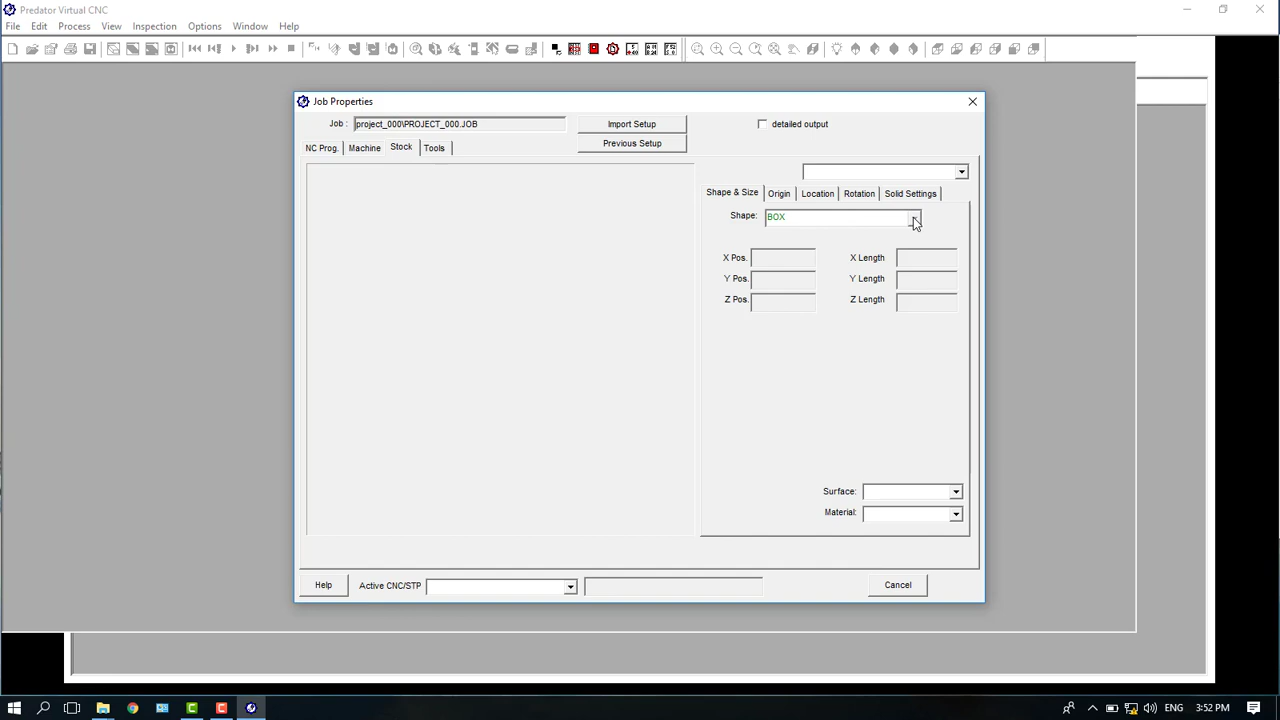 Predator Virtual CNC
File Edit Process View Inspection Options Window Help
Job Properties
Job : project_000\PROJECT_000.JOB Import Setup detailed output
Previous Setup
NC Prog. Machine Stock Tools
Shape & Size Origin Location Rotation Solid Settings
Shape: BOX
X Pos. X Length
Y Pos. Y Length
Z Pos. Z Length
Surface:
Material:
Help Active CNC/STP Cancel
ENG 3:52 PM